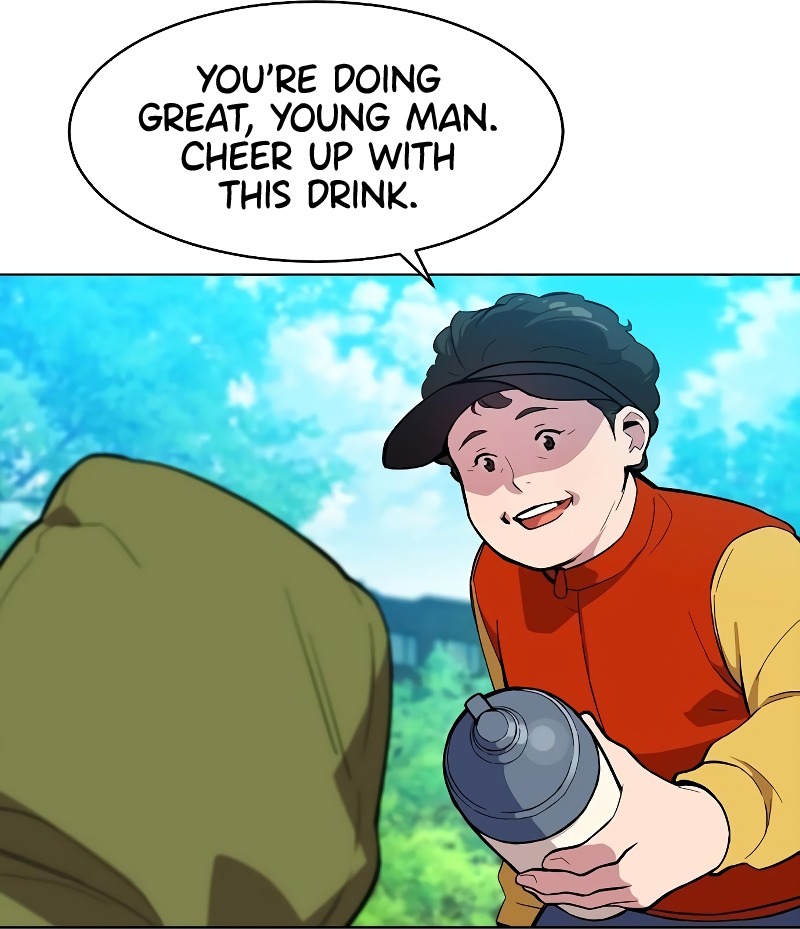 YOU'RE DOING
GREAT, YOUNG MAN.
CHEER UP WITH
THIS DRINK.